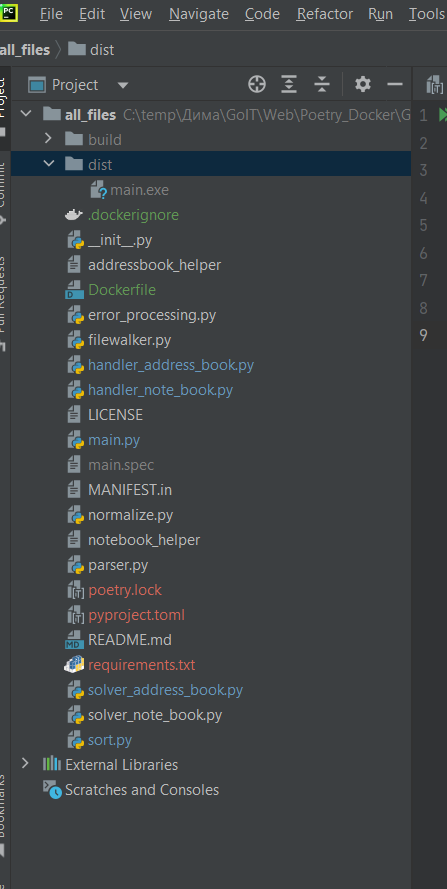 PC File Edit View Navigate Code Refactor Run Tools
all_files dist
Project
all_files C:\temp\Дима\GoIT\Web\Poetry_Docker\G
build
dist
main.exe
.dockerignore
__init__.py
addressbook_helper
Dockerfile
error_processing.py
filewalker.py
handler_address_book.py
handler_note_book.py
LICENSE
main.py
main.spec
MANIFEST.in
normalize.py
notebook_helper
parser.py
poetry.lock
pyproject.toml
README.md
requirements.txt
solver_address_book.py
solver_note_book.py
sort.py
External Libraries
Scratches and Consoles
1
2
3
4
5
6
7
8
9
Project
Commit
Pull Requests
Bookmarks